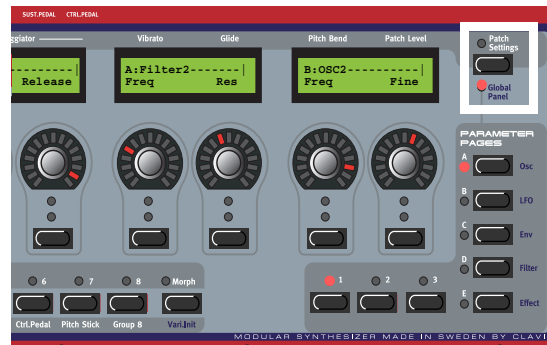 SUST.PEDAL CTRL.PEDAL
ggiator Vibrato Glide Pitch Bend Patch Level
Patch
Settings
A:Filter2-------|
B:OSC2---------|
Release
Freq Res
Freq Fine
Global
Panel
PARAMETER
PAGES
A
Osc
B
LFO
C
Env
D
Filter
E
Effect
6 7 8 Morph 1 2 3
Ctrl.Pedal Pitch Stick Group 8 Vari.Init
MODULAR SYNTHESIZER MADE IN SWEDEN BY CLAVI